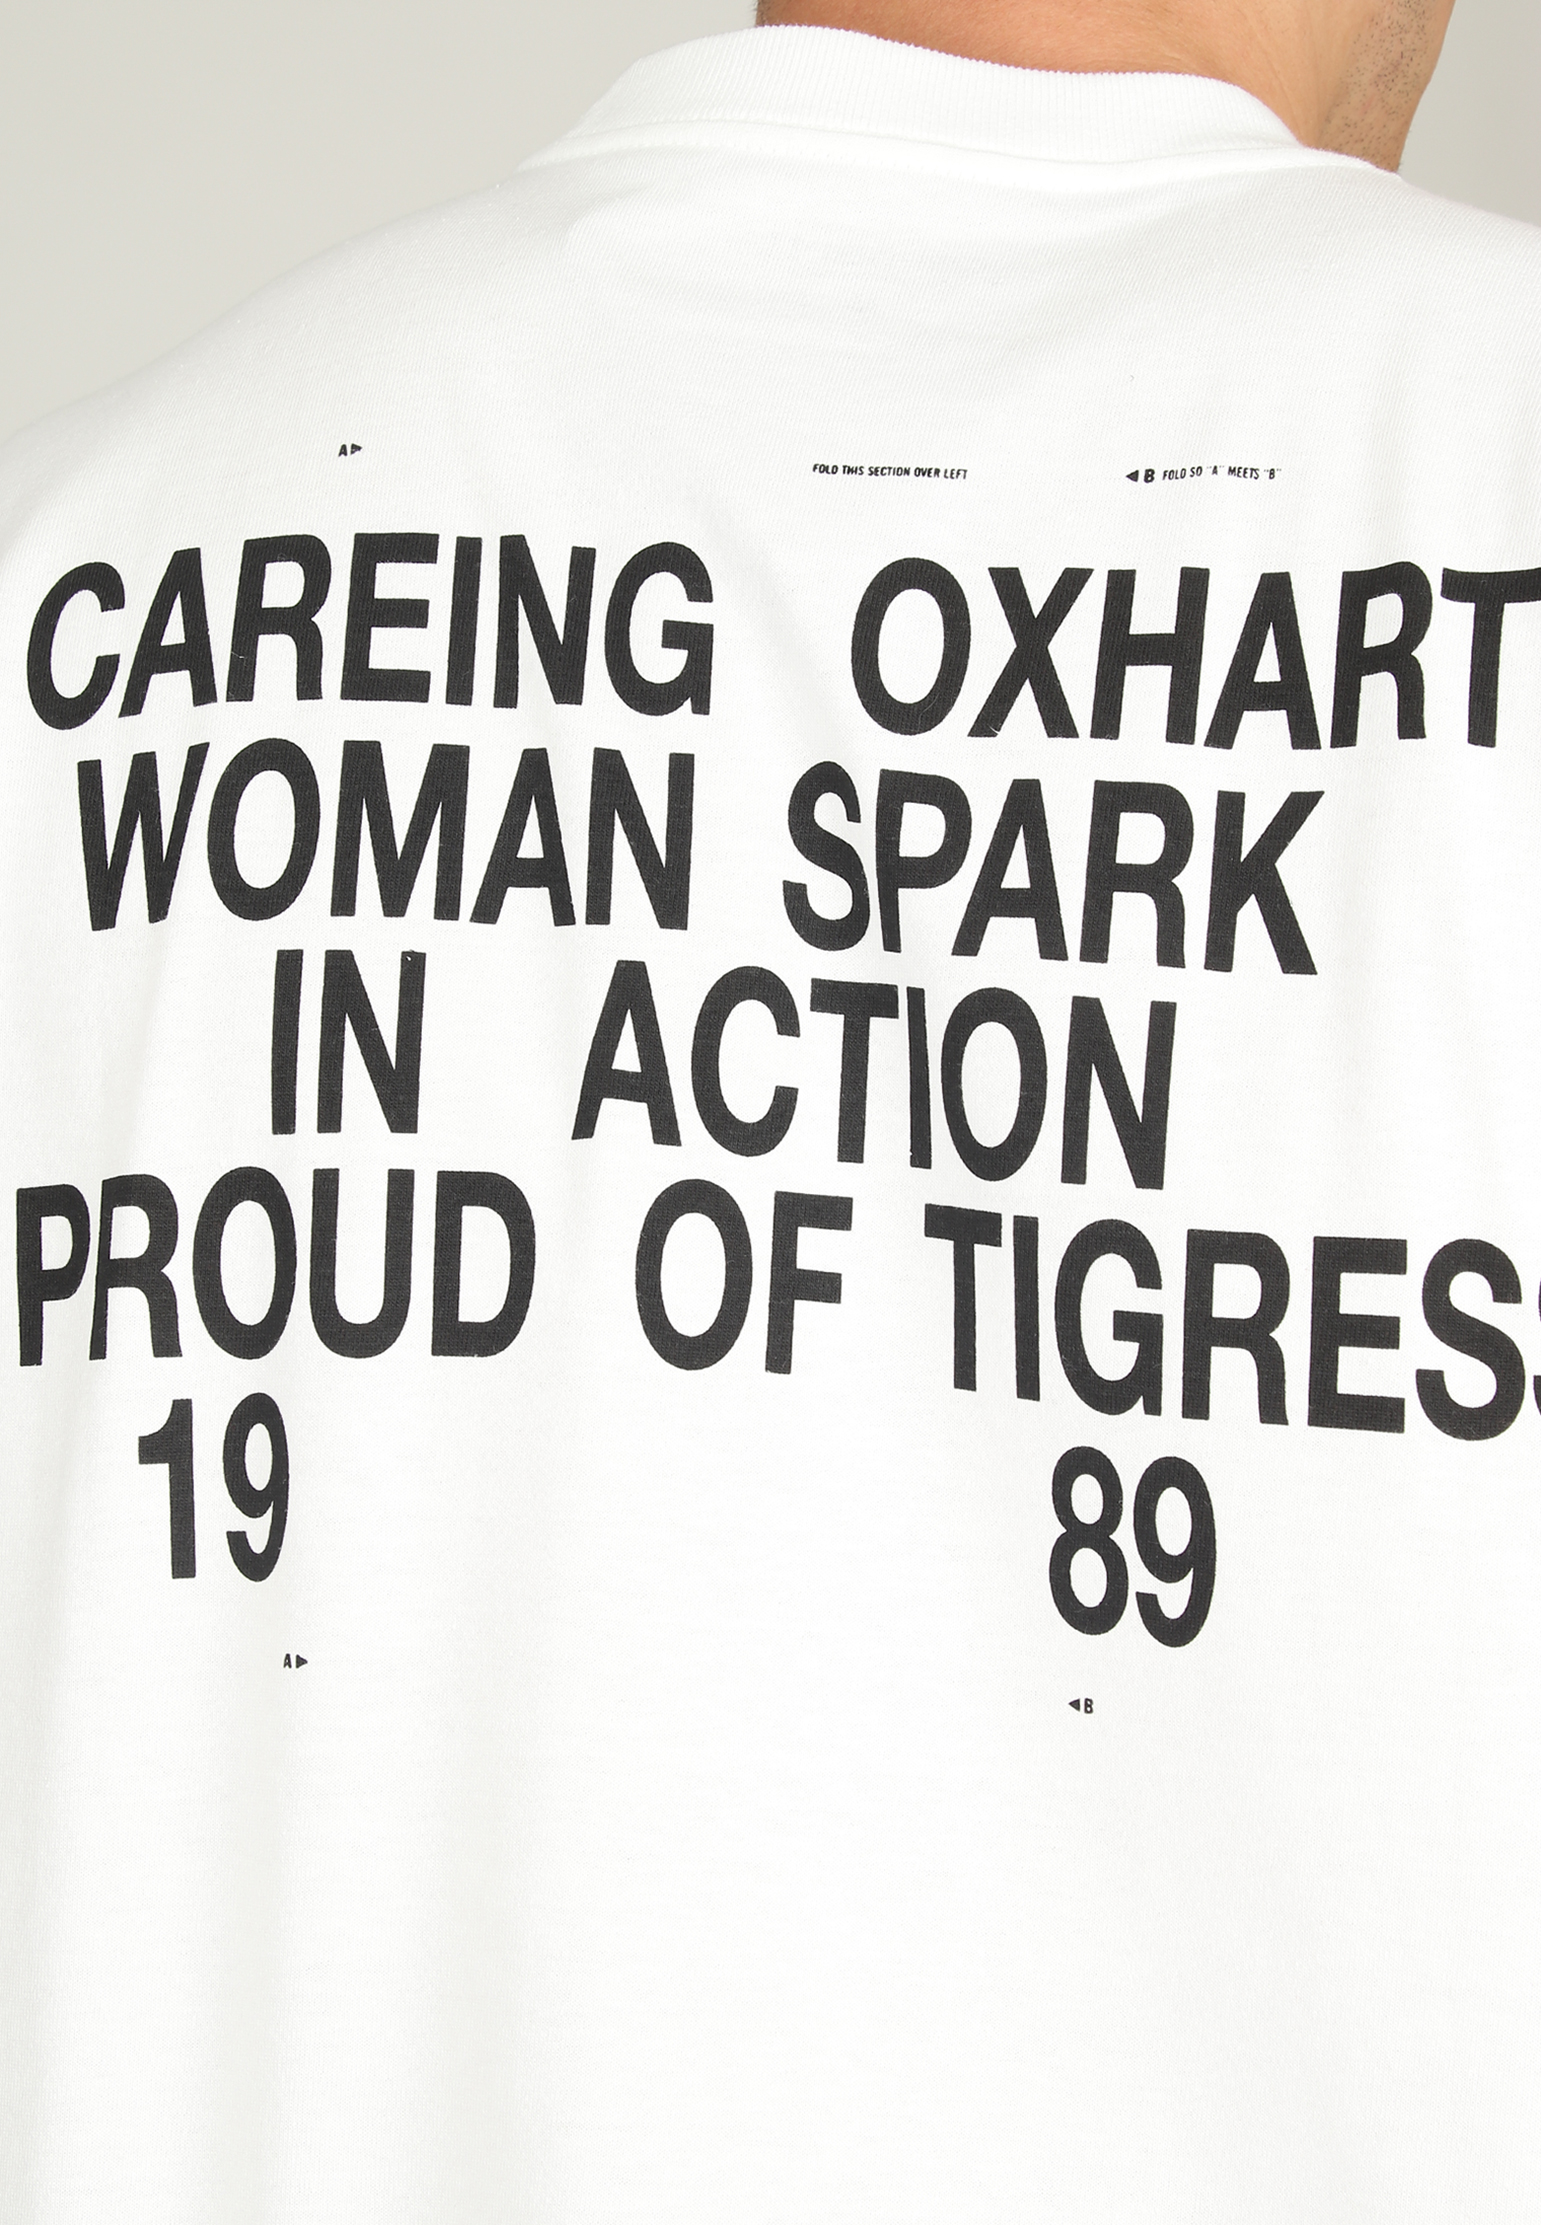 A▶
FOLD THIS SECTION OVER LEFT
◀B FOLD SO "A" MEETS "B"
CAREING OXHART
WOMAN SPARK
IN ACTION
PROUD OF TIGRESS
19 89
A▶
◀B